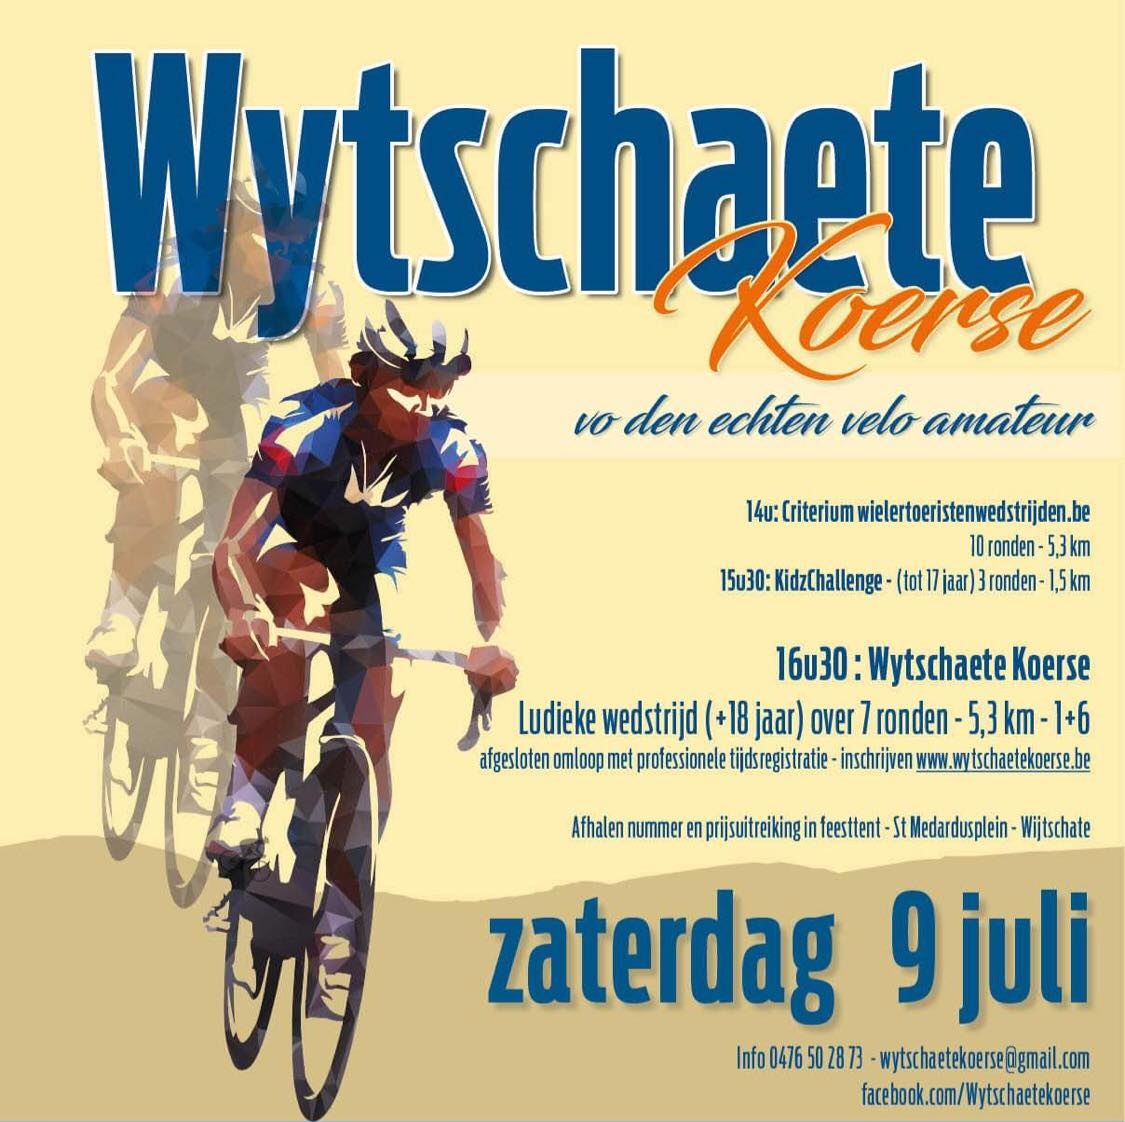 Wytschaete
Koerse
vo den echten velo amateur
14u: Criterium wielertoeristenwedstrijden.be
10 ronden - 5,3 km
15u30: KidzChallenge - (tot 17 jaar) 3 ronden - 1,5 km
16u30 : Wytschaete Koerse
Ludieke wedstrijd (+18 jaar) over 7 ronden - 5,3 km - 1+6
afgesloten omloop met professionele tijdsregistratie - inschrijven www.wytschaetekoerse.be
Afhalen nummer en prijsuitreiking in feesttent - St Medardusplein - Wijtschate
zaterdag 9 juli
Info 0476 50 28 73 - wytschaetekoerse@gmail.com
facebook.com/Wytschaetekoerse